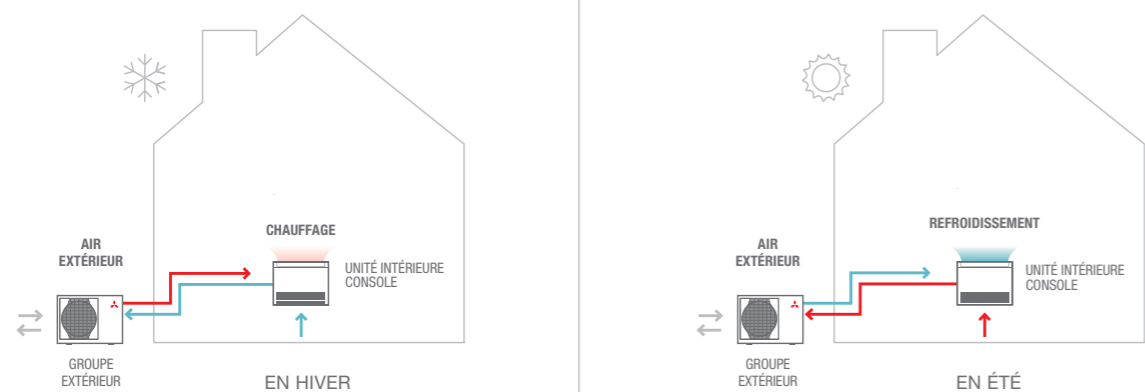 CHAUFFAGE
AIR
EXTÉRIEUR
UNITÉ INTÉRIEURE
CONSOLE
GROUPE
EXTÉRIEUR
EN HIVER
REFROIDISSEMENT
AIR
EXTÉRIEUR
UNITÉ INTÉRIEURE
CONSOLE
GROUPE
EXTÉRIEUR
EN ÉTÉ